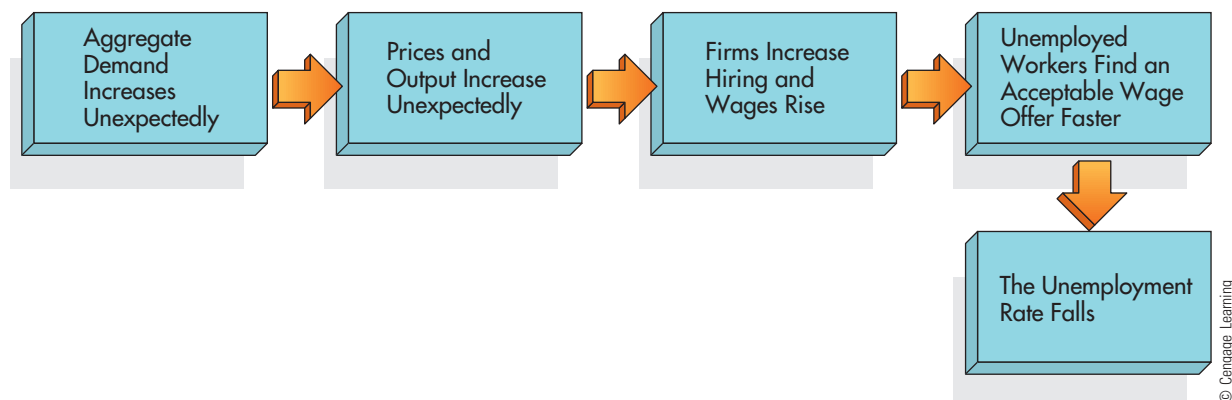 Aggregate
Demand
Increases
Unexpectedly
Prices and
Output Increase
Unexpectedly
Firms Increase
Hiring and
Wages Rise
Unemployed
Workers Find an
Acceptable Wage
Offer Faster
The Unemployment
Rate Falls
© Cengage Learning